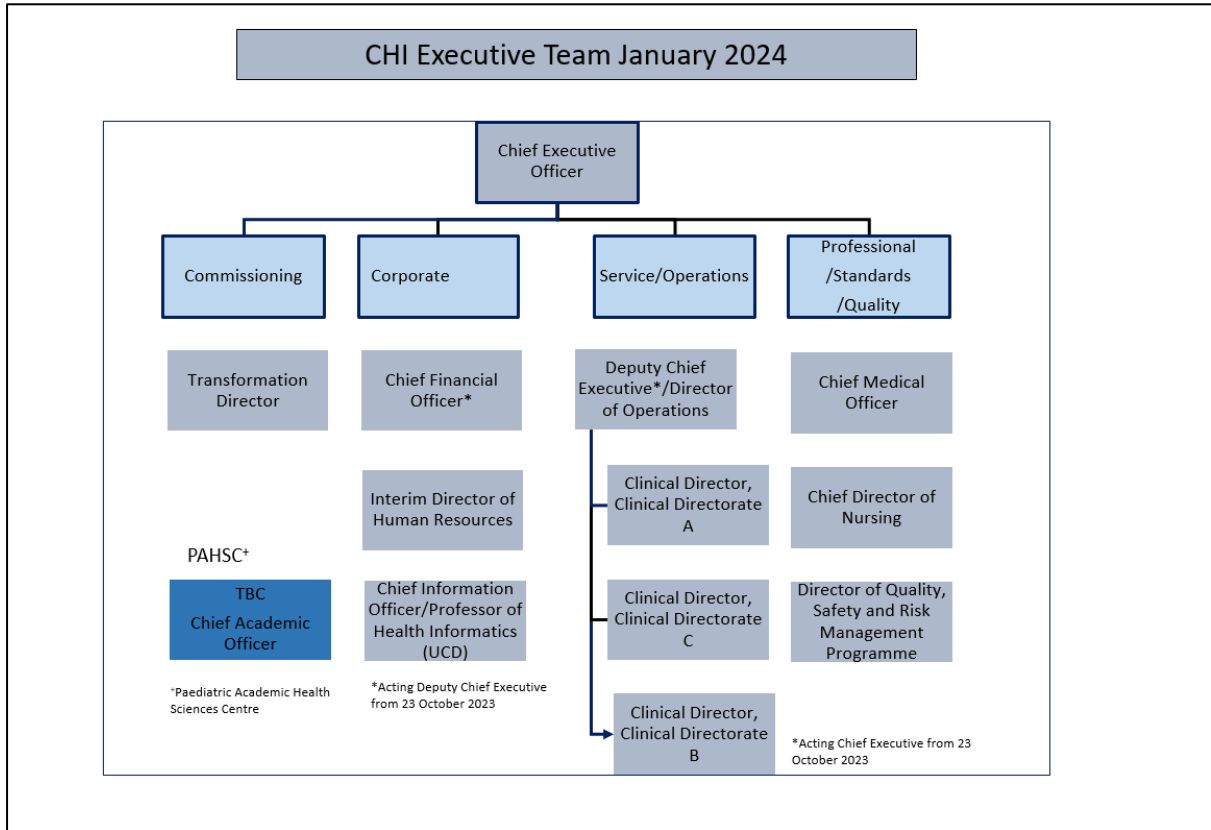 CHI Executive Team January 2024
Chief Executive
Officer
Commissioning
Corporate
Service/Operations
Professional
/Standards
/Quality
Transformation
Director
Chief Financial
Officer*
Deputy Chief
Executive*/Director
of Operations
Chief Medical
Officer
Interim Director of
Human Resources
Clinical Director,
Clinical Directorate
A
Chief Director of
Nursing
PAHSC⁺
TBC
Chief Academic
Officer
Chief Information
Officer/Professor of
Health Informatics
(UCD)
Clinical Director,
Clinical Directorate
C
Director of Quality,
Safety and Risk
Management
Programme
⁺Paediatric Academic Health
Sciences Centre
*Acting Deputy Chief Executive
from 23 October 2023
Clinical Director,
Clinical Directorate
B
*Acting Chief Executive from 23
October 2023